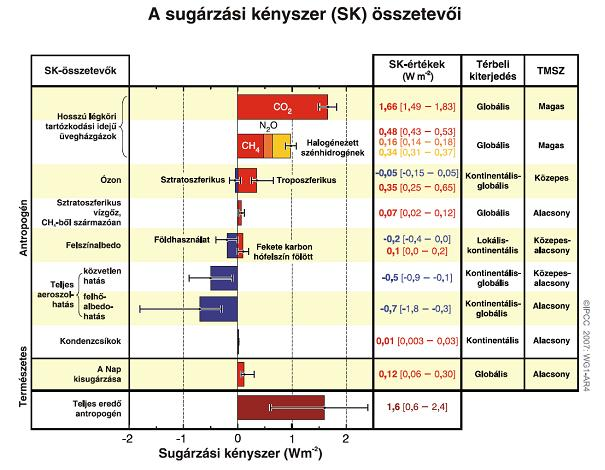 A sugárzási kényszer (SK) összetevői
SK-összetevők
SK-értékek
(W m-2)
Térbeli
kiterjedés
TMSZ
Antropogén
Hosszú légköri
tartózkodási idejű
üvegházgázok
CO2
1,66 [1,49 – 1,83]
Globális
Magas
N2O
CH4
Halogénezett
szénhidrogének
0,48 [0,43 – 0,53]
0,16 [0,14 – 0,18]
0,34 [0,31 – 0,37]
Globális
Magas
Ózon
Sztratoszferikus
Troposzferikus
-0,05 [-0,15 – 0,05]
0,35 [0,25 – 0,65]
Kontinentális-
globális
Közepes
Sztratoszferikus
vízgőz,
CH4-ből származóan
0,07 [0,02 – 0,12]
Globális
Alacsony
Felszínalbedo
Földhasználat
Fekete karbon
hófelszín fölött
-0,2 [-0,4 – 0,0]
0,1 [0,0 – 0,2]
Lokális-
kontinentális
Közepes-
alacsony
Teljes
aeroszol-
hatás
közvetlen
hatás
-0,5 [-0,9 – -0,1]
Kontinentális-
globális
Közepes-
alacsony
felhő-
albedo-
hatás
-0,7 [-1,8 – -0,3]
Kontinentális-
globális
Alacsony
Kondenzcsíkok
0,01 [0,003 – 0,03]
Kontinentális
Alacsony
Természetes
A Nap
kisugárzása
0,12 [0,06 – 0,30]
Globális
Alacsony
Teljes eredő
antropogén
1,6 [0,6 – 2,4]
-2 -1 0 1 2
Sugárzási kényszer (Wm-2)
©IPCC 2007: WG1-AR4